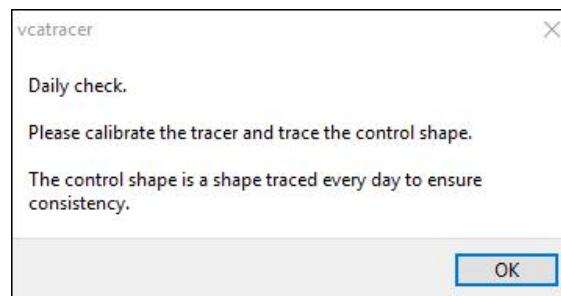 vcatracer
Daily check.
Please calibrate the tracer and trace the control shape.
The control shape is a shape traced every day to ensure
consistency.
OK